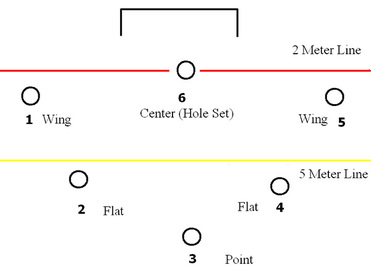 2 Meter Line
6
Center (Hole Set)
1 Wing
Wing 5
5 Meter Line
2 Flat
Flat 4
3 Point